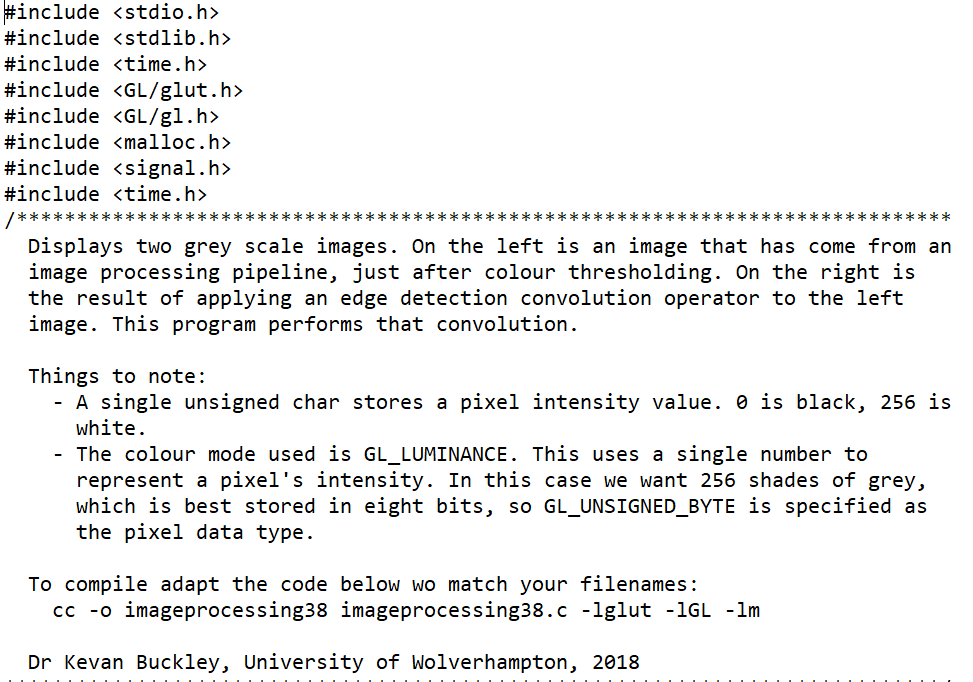 #include <stdio.h>
#include <stdlib.h>
#include <time.h>
#include <GL/glut.h>
#include <GL/gl.h>
#include <malloc.h>
#include <signal.h>
#include <time.h>
/******************************************************************************
Displays two grey scale images. On the left is an image that has come from an
image processing pipeline, just after colour thresholding. On the right is
the result of applying an edge detection convolution operator to the left
image. This program performs that convolution.
Things to note:
- A single unsigned char stores a pixel intensity value. 0 is black, 256 is
white.
- The colour mode used is GL_LUMINANCE. This uses a single number to
represent a pixel's intensity. In this case we want 256 shades of grey,
which is best stored in eight bits, so GL_UNSIGNED_BYTE is specified as
the pixel data type.
To compile adapt the code below wo match your filenames:
cc -o imageprocessing38 imageprocessing38.c -lglut -lGL -lm
Dr Kevan Buckley, University of Wolverhampton, 2018